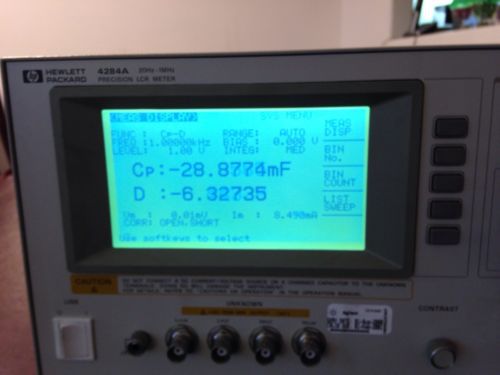 HEWLETT PACKARD 4284A 20Hz-1MHz
PRECISION LCR METER
<MEAS DISPLAY> SYS MENU
FUNC : Cp-D RANGE: AUTO
FREQ :1.00000kHz BIAS : 0.000 V
LEVEL: 1.00 V INTEG: MED
Cp:-28.8774mF
D :-6.32735
Vm : 0.01mV Im : 8.490mA
CORR: OPEN,SHORT
Use softkeys to select
MEAS DISP
BIN No.
BIN COUNT
LIST SWEEP
CAUTION
UNKNOWN
CONTRAST
LINE
Agilent